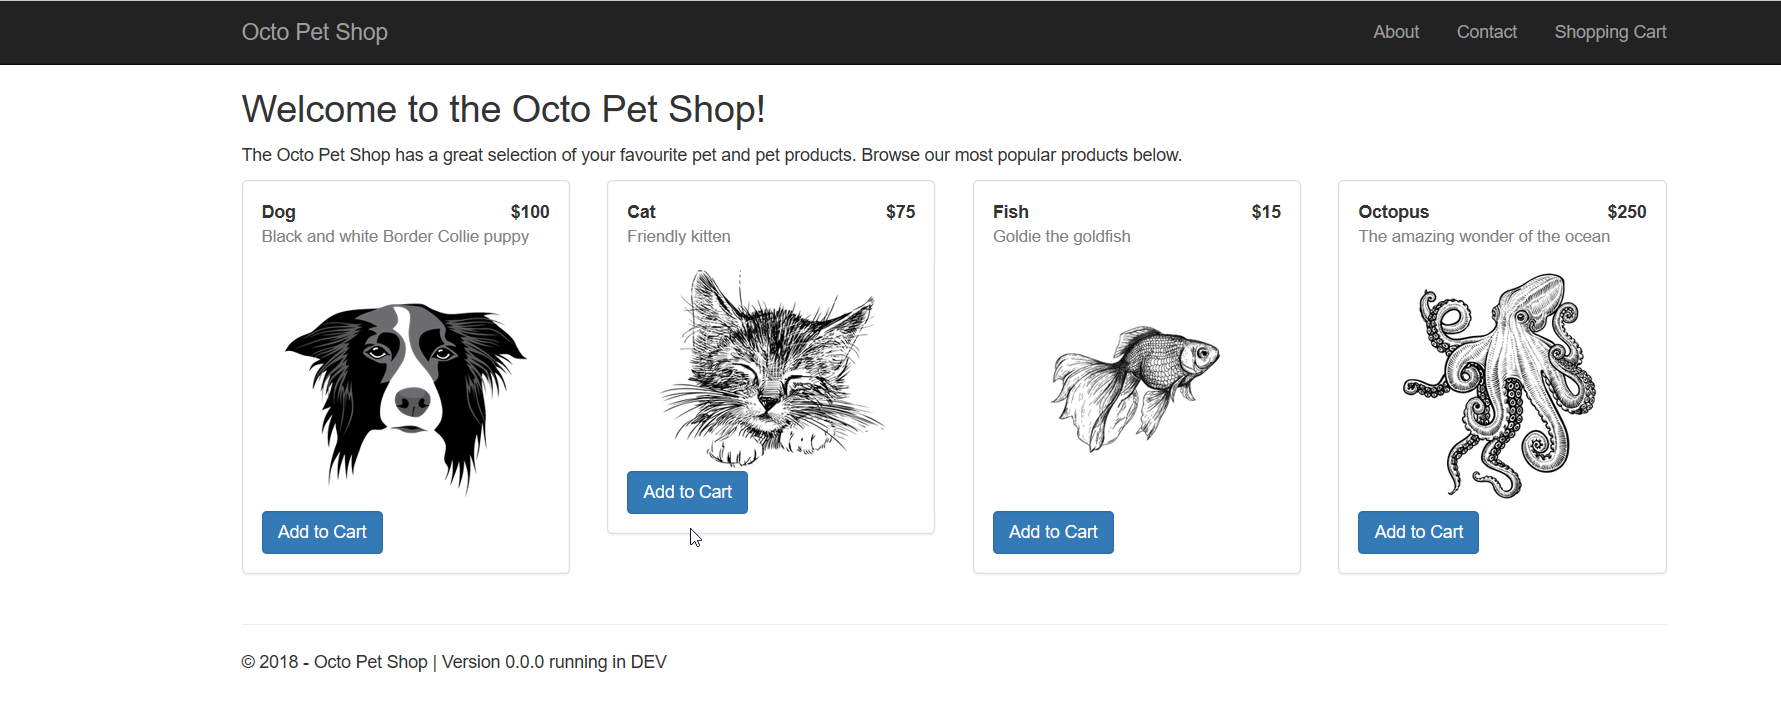 Octo Pet Shop About Contact Shopping Cart
Welcome to the Octo Pet Shop!
The Octo Pet Shop has a great selection of your favourite pet and pet products. Browse our most popular products below.
Dog $100
Black and white Border Collie puppy
Add to Cart
Cat $75
Friendly kitten
Add to Cart
Fish $15
Goldie the goldfish
Add to Cart
Octopus $250
The amazing wonder of the ocean
Add to Cart
© 2018 - Octo Pet Shop | Version 0.0.0 running in DEV